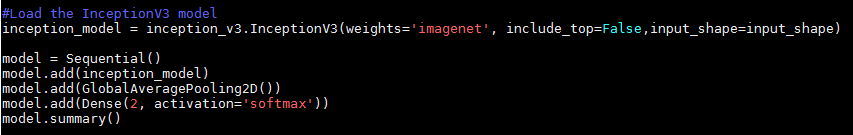 #Load the InceptionV3 model
inception_model = inception_v3.InceptionV3(weights='imagenet', include_top=False,input_shape=input_shape)
model = Sequential()
model.add(inception_model)
model.add(GlobalAveragePooling2D())
model.add(Dense(2, activation='softmax'))
model.summary()